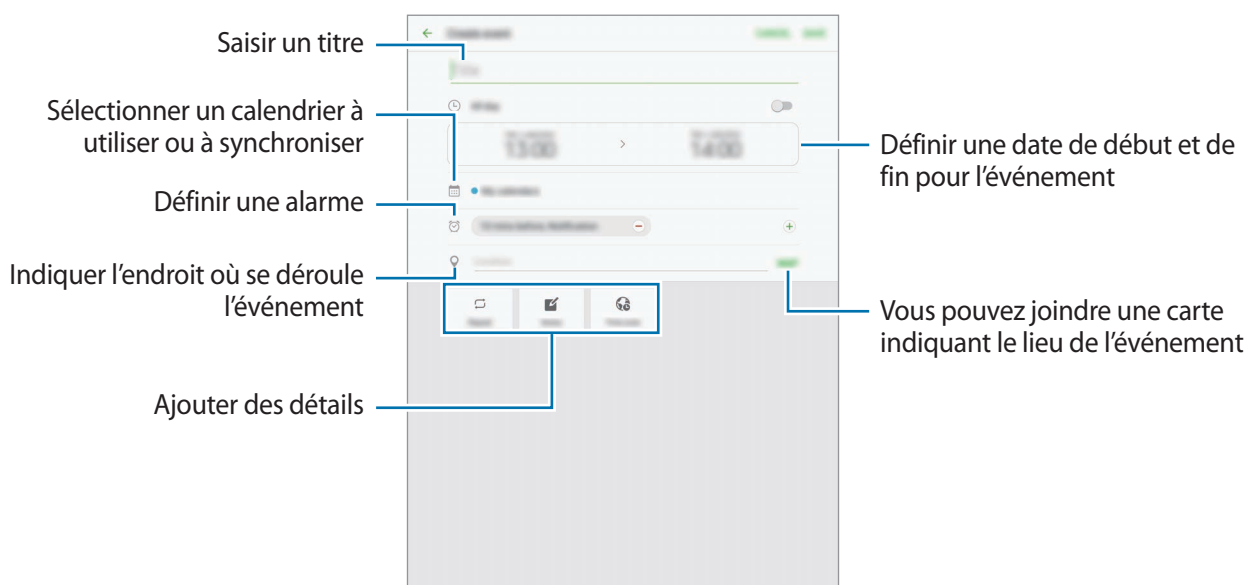 Saisir un titre
Sélectionner un calendrier à
utiliser ou à synchroniser
Définir une alarme
Indiquer l'endroit où se déroule
l'événement
Ajouter des détails
13:00
14:00
Définir une date de début et de
fin pour l'événement
Vous pouvez joindre une carte
indiquant le lieu de l'événement